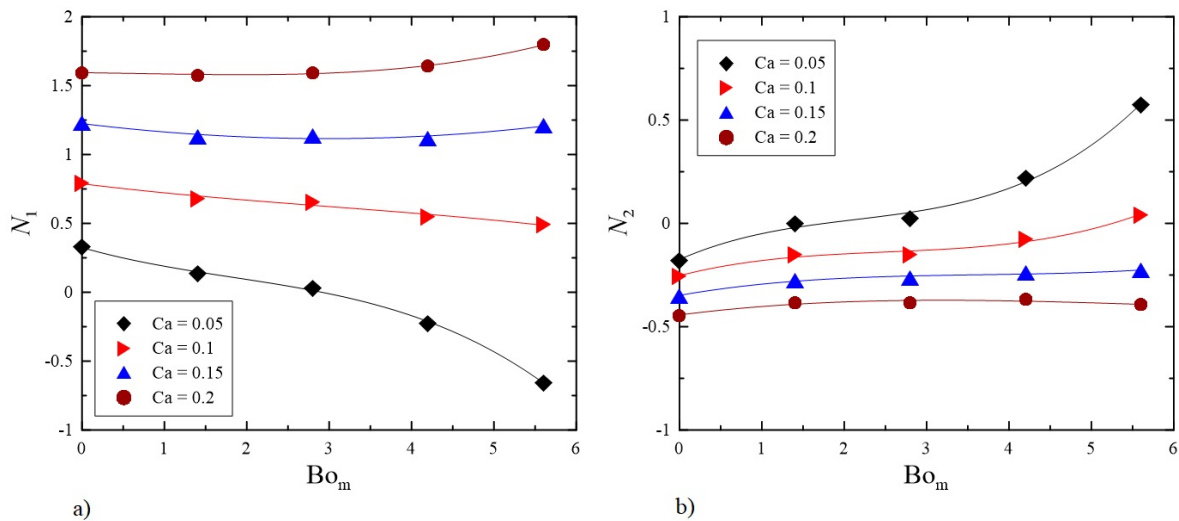 2
1.5
1
0.5
0
-0.5
-1
N₁
Ca = 0.05
Ca = 0.1
Ca = 0.15
Ca = 0.2
0 1 2 3 4 5 6
Boₘ
a)
1
0.5
0
-0.5
-1
N₂
Ca = 0.05
Ca = 0.1
Ca = 0.15
Ca = 0.2
0 1 2 3 4 5 6
Boₘ
b)